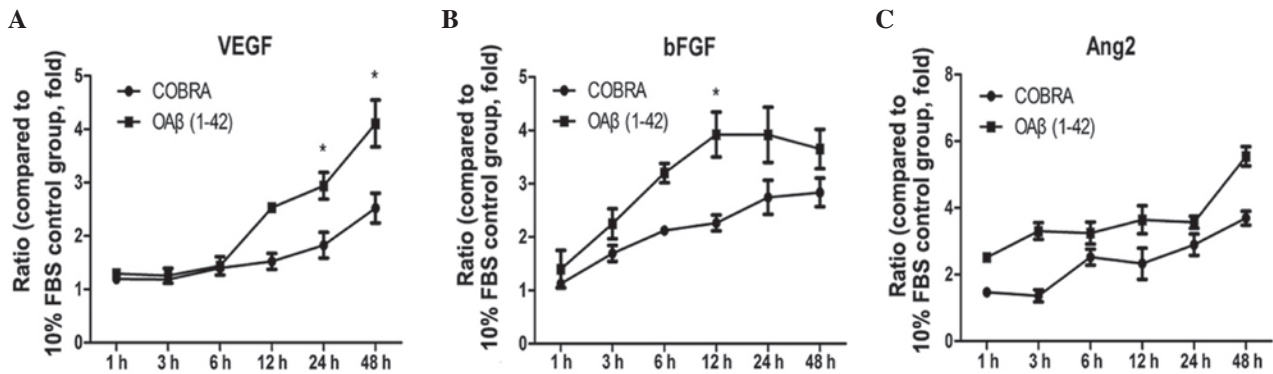 A
VEGF
Ratio (compared to
10% FBS control group, fold)
5
4
3
2
1
0
COBRA
OAβ (1-42)
*
*
1 h
3 h
6 h
12 h
24 h
48 h
B
bFGF
Ratio (compared to
10% FBS control group, fold)
5
4
3
2
1
0
COBRA
OAβ (1-42)
*
1 h
3 h
6 h
12 h
24 h
48 h
C
Ang2
Ratio (compared to
10% FBS control group, fold)
8
6
4
2
0
COBRA
OAβ (1-42)
1 h
3 h
6 h
12 h
24 h
48 h